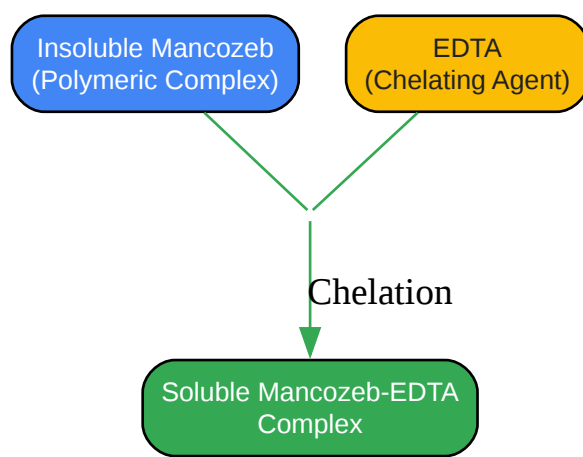 Insoluble Mancozeb
(Polymeric Complex)
EDTA
(Chelating Agent)
Chelation
Soluble Mancozeb-EDTA
Complex